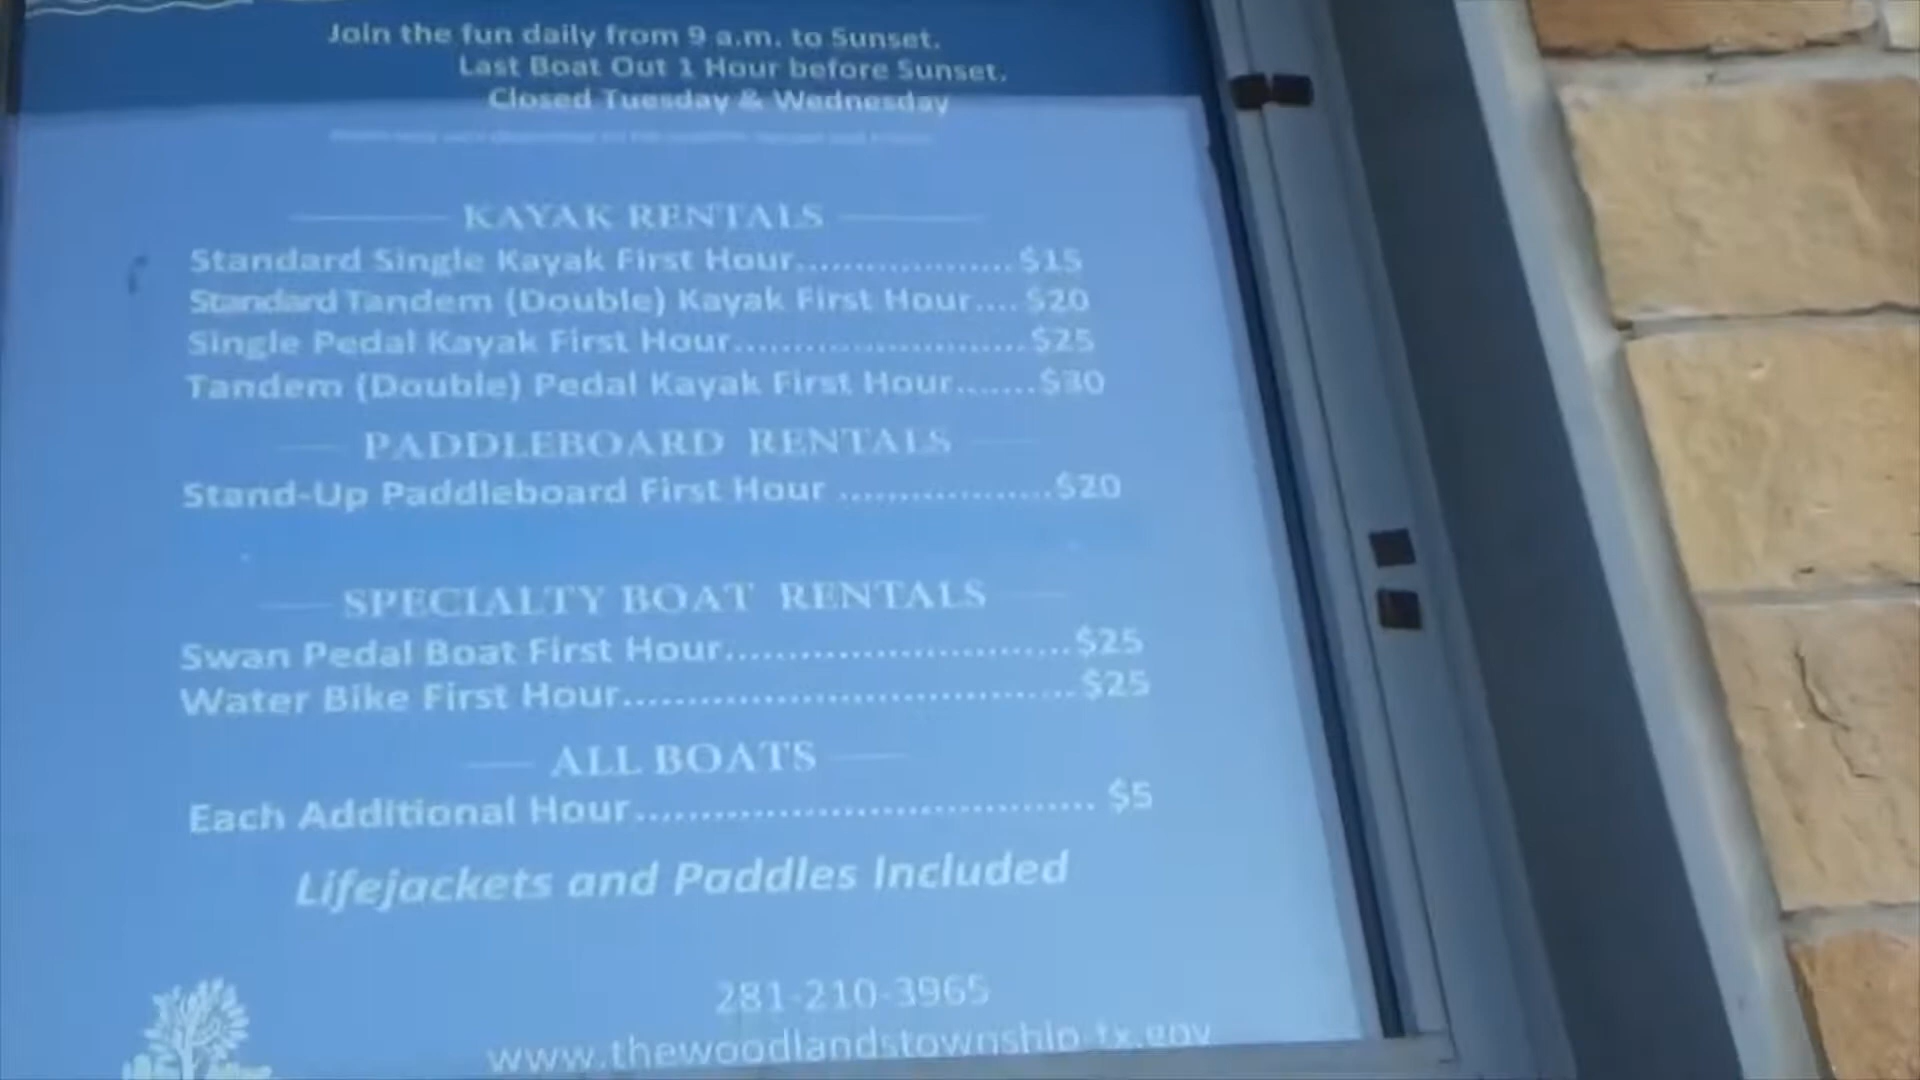 Join the fun daily from 9 a.m. to Sunset.
Last Boat Out 1 Hour before Sunset.
Closed Tuesday & Wednesday
KAYAK RENTALS
Standard Single Kayak First Hour.................. $15
Standard Tandem (Double) Kayak First Hour.... $20
Single Pedal Kayak First Hour........................ $25
Tandem (Double) Pedal Kayak First Hour....... $30
PADDLEBOARD RENTALS
Stand-Up Paddleboard First Hour .................. $20
SPECIALTY BOAT RENTALS
Swan Pedal Boat First Hour............................ $25
Water Bike First Hour..................................... $25
ALL BOATS
Each Additional Hour..................................... $5
Lifejackets and Paddles Included
281-210-3965
www.thewoodlandstownship-tx.gov